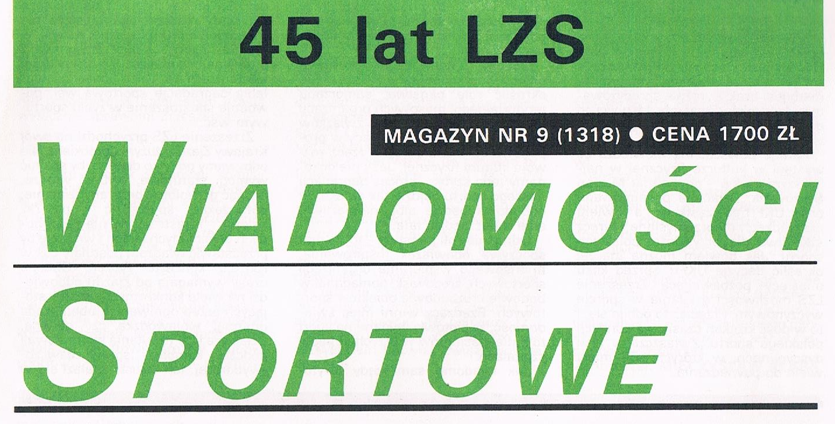 45 lat LZS
MAGAZYN NR 9 (1318) ● CENA 1700 ZŁ
WIADOMOŚCI
SPORTOWE